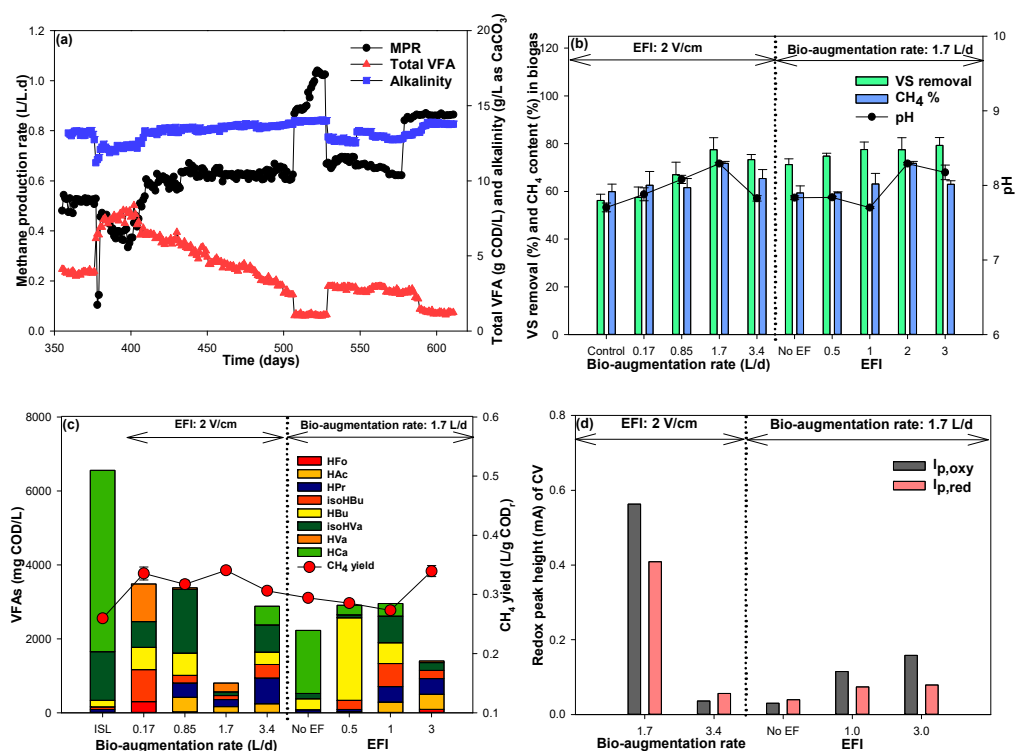 (a)
MPR
Total VFA
Alkalinity
Methane production rate (L/L.d)
1.2
1.0
0.8
0.6
0.4
0.2
0.0
20
15
10
5
0
Total VFA (g COD/L) and alkalinity (g/L as CaCO3)
350 400 450 500 550 600
Time (days)
(b)
EFI: 2 V/cm
Bio-augmentation rate: 1.7 L/d
VS removal
CH4 %
pH
VS removal (%) and CH4 content (%) in biogas
120
100
80
60
40
20
0
10
9
8
7
6
pH
Control 0.17 0.85 1.7 3.4 No EF 0.5 1 2 3
Bio-augmentation rate (L/d) EFI
(c)
EFI: 2 V/cm
Bio-augmentation rate: 1.7 L/d
HFo
HAc
HPr
isoHBu
HBu
isoHVa
HVa
HCa
CH4 yield
VFAs (mg COD/L)
8000
6000
4000
2000
0
0.6
0.5
0.4
0.3
0.2
0.1
CH4 yield (L/g CODr)
ISL 0.17 0.85 1.7 3.4 No EF 0.5 1 3
Bio-augmentation rate (L/d) EFI
(d)
EFI: 2 V/cm
Bio-augmentation rate: 1.7 L/d
Ip,oxy
Ip,red
Redox peak height (mA) of CV
0.8
0.6
0.4
0.2
0.0
1.7 3.4 No EF 1.0 3.0
Bio-augmentation rate EFI